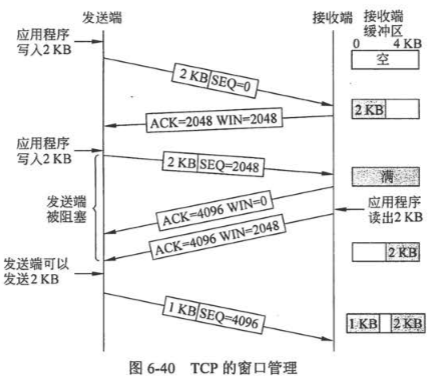 发送端
接收端
接收端
缓冲区
0 4 KB
应用程序
写入2 KB
空
2 KB SEQ=0
2 KB
ACK=2048 WIN=2048
应用程序
写入2 KB
2 KB SEQ=2048
满
发送端
被阻塞
ACK=4096 WIN=0
应用程序
读出2 KB
ACK=4096 WIN=2048
2 KB
发送端可以
发送2 KB
1 KB SEQ=4096
1 KB 2 KB
图 6-40 TCP 的窗口管理